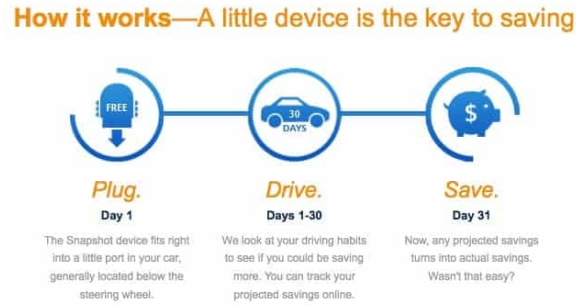 How it works—A little device is the key to saving
FREE
30
DAYS
$
Plug.
Day 1
The Snapshot device fits right
into a little port in your car,
generally located below the
steering wheel.
Drive.
Days 1-30
We look at your driving habits
to see if you could be saving
more. You can track your
projected savings online.
Save.
Day 31
Now, any projected savings
turns into actual savings.
Wasn't that easy?